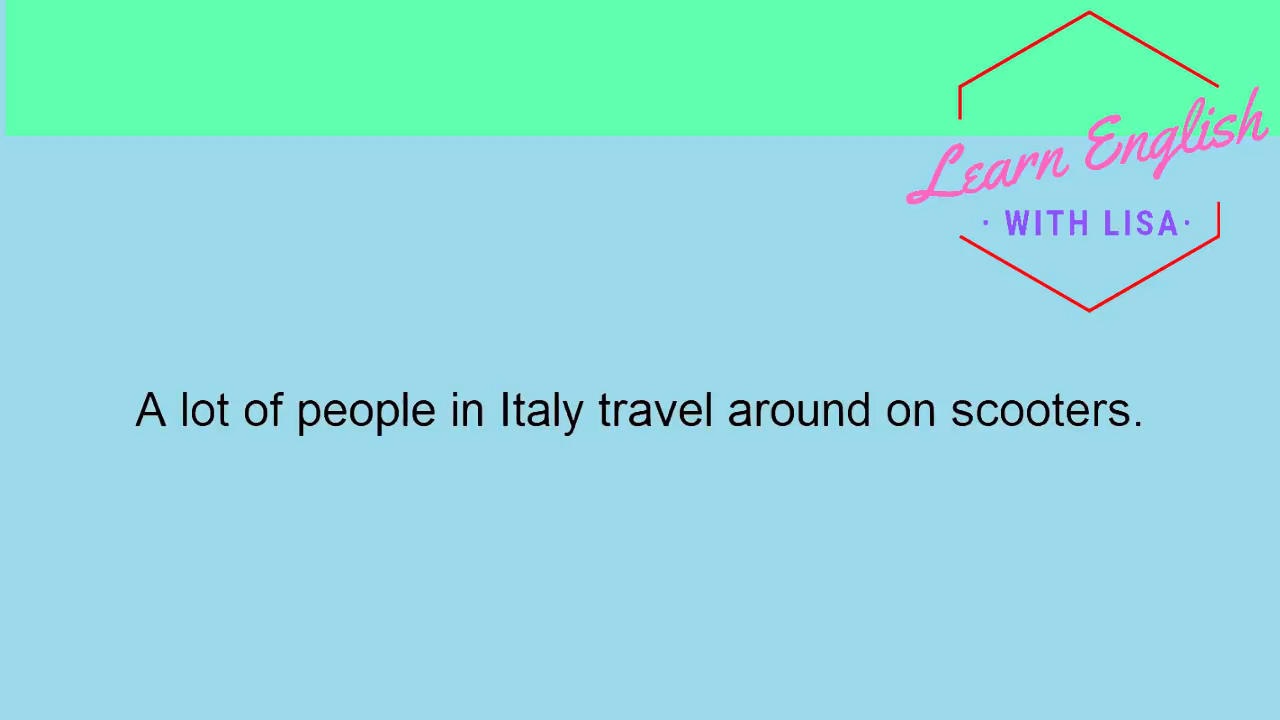 Learn English
· WITH LISA·
A lot of people in Italy travel around on scooters.